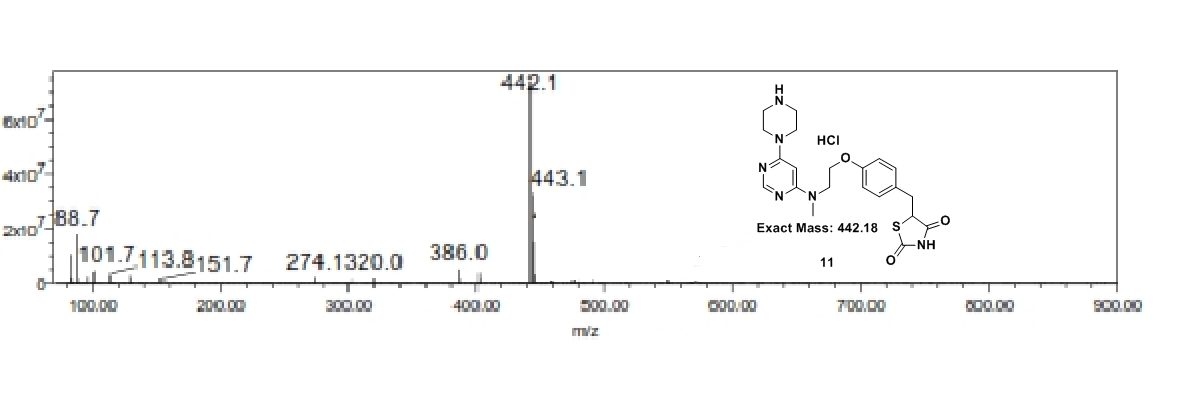 442.1
6x10⁷
443.1
4x10⁷
88.7
2x10⁷
101.7
113.8
151.7
274.1
320.0
386.0
0
100.00 200.00 300.00 400.00 500.00 600.00 700.00 800.00 900.00
m/z
H
N
N
HCl
O
N
N
N
S
O
NH
O
Exact Mass: 442.18
11